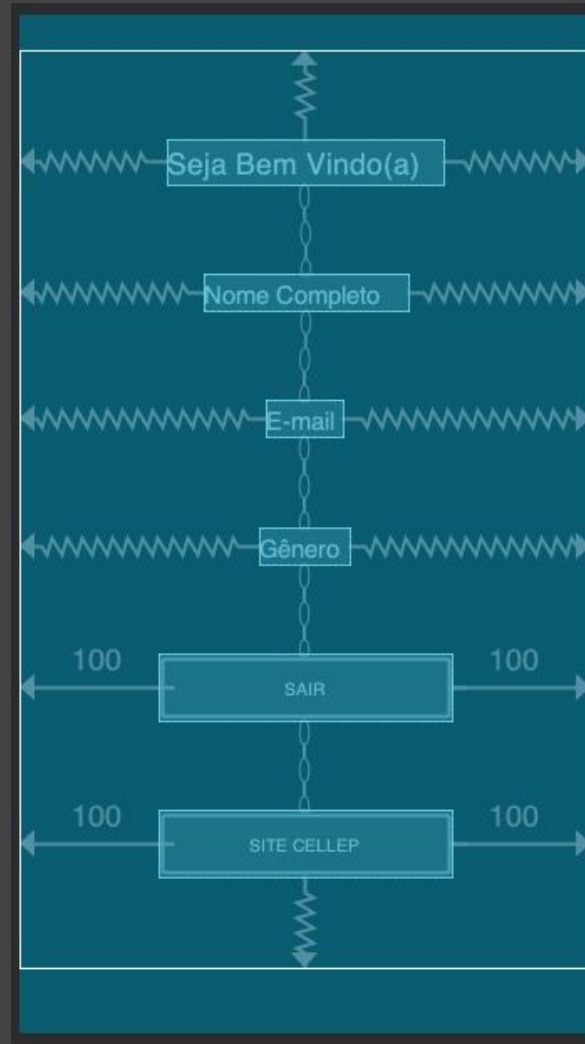 Seja Bem Vindo(a)
Nome Completo
E-mail
Gênero
100 100
SAIR
100 100
SITE CELLEP